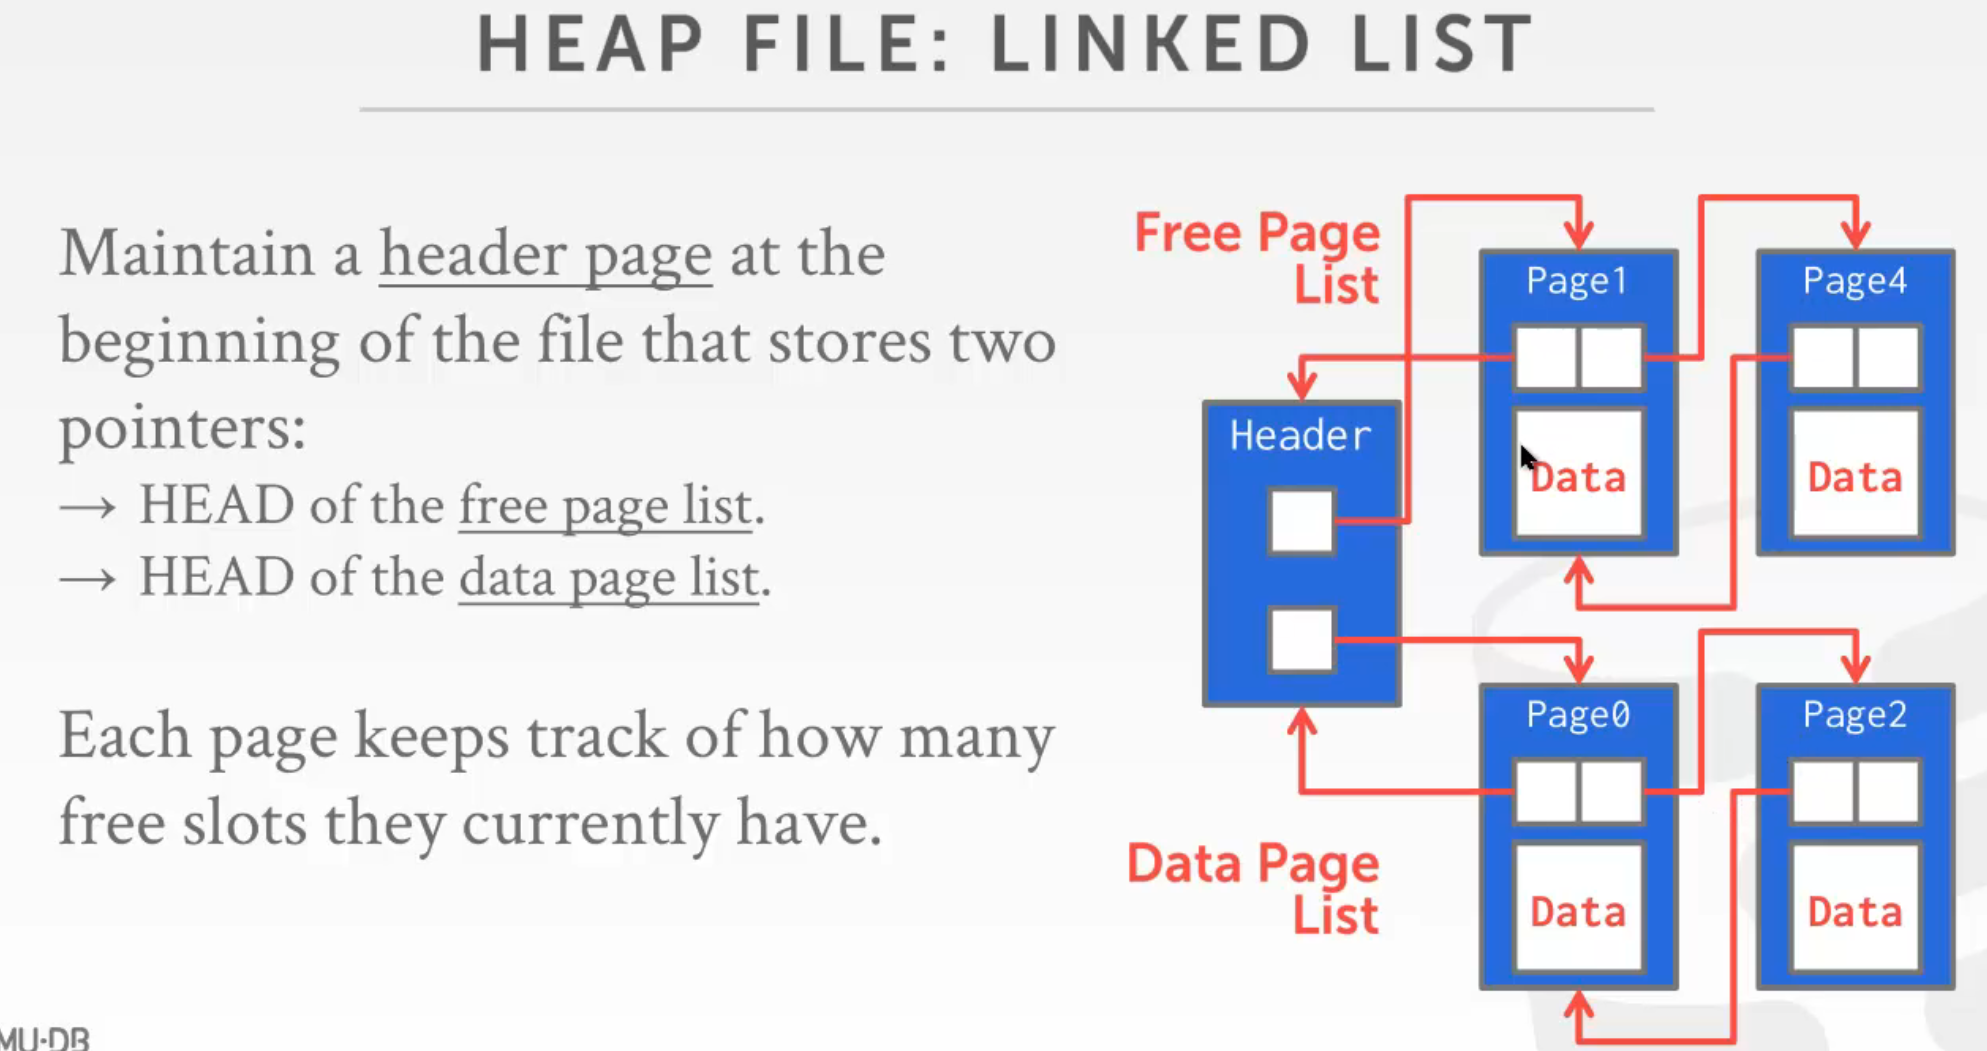 HEAP FILE: LINKED LIST
Maintain a header page at the
beginning of the file that stores two
pointers:
→ HEAD of the free page list.
→ HEAD of the data page list.
Each page keeps track of how many
free slots they currently have.
Free Page
List
Page1
Page4
Header
Data
Data
Page0
Page2
Data Page
List
Data
Data
MU·DB